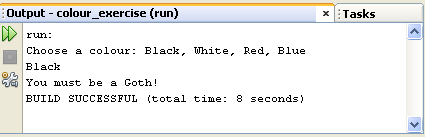 Output - colour_exercise (run)
Tasks
run:
Choose a colour: Black, White, Red, Blue
Black
You must be a Goth!
BUILD SUCCESSFUL (total time: 8 seconds)